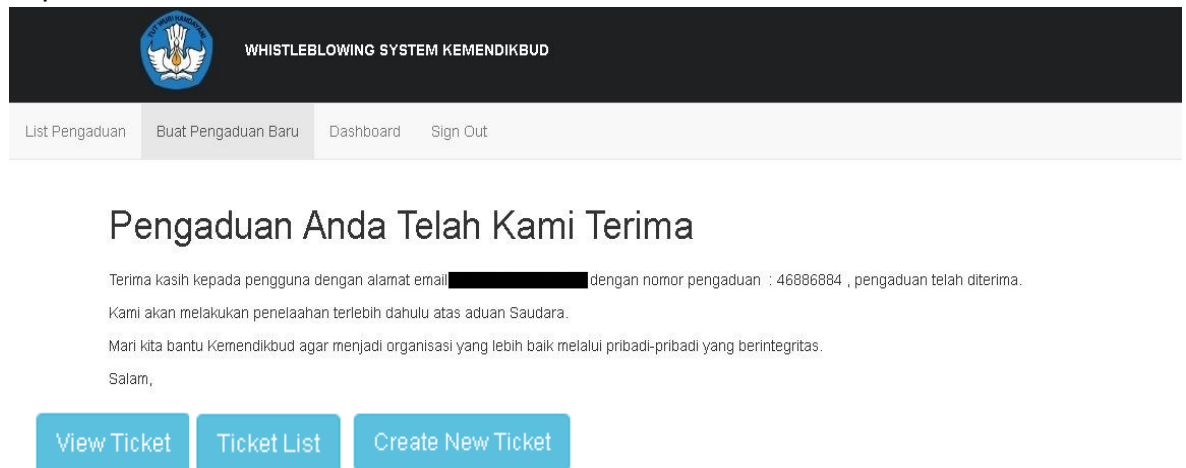 TUT WURI HANDAYANI
WHISTLEBLOWING SYSTEM KEMENDIKBUD
List Pengaduan Buat Pengaduan Baru Dashboard Sign Out
Pengaduan Anda Telah Kami Terima
Terima kasih kepada pengguna dengan alamat email dengan nomor pengaduan : 46886884 , pengaduan telah diterima.
Kami akan melakukan penelaahan terlebih dahulu atas aduan Saudara.
Mari kita bantu Kemendikbud agar menjadi organisasi yang lebih baik melalui pribadi-pribadi yang berintegritas.
Salam,
View Ticket Ticket List Create New Ticket